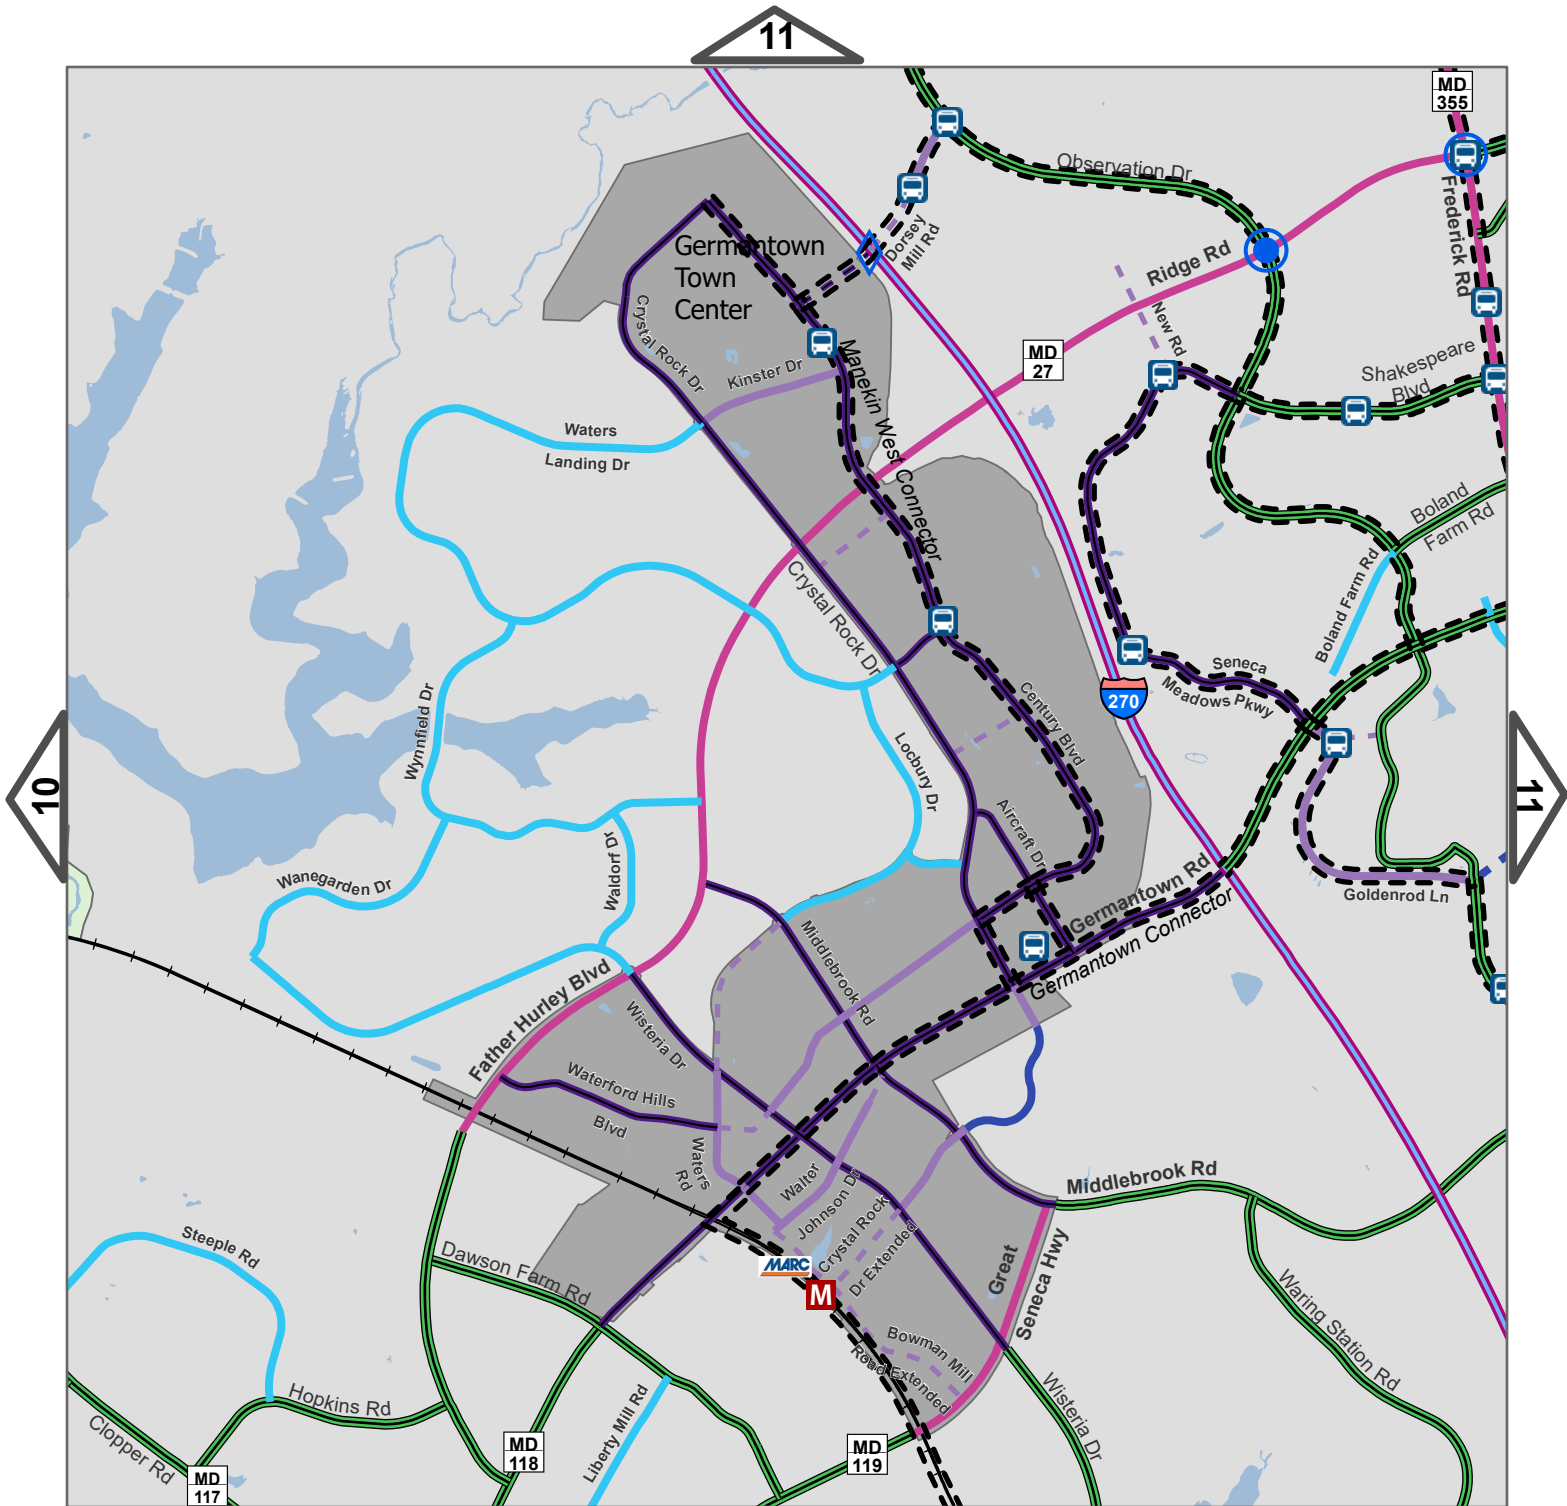 11
MD
355
Observation Dr
Dorsey
Mill Rd
Ridge Rd
Frederick Rd
Germantown
Town
Center
New Rd
MD
27
Shakespeare
Blvd
Crystal Rock Dr
Kinster Dr
Manekin West Connector
Waters
Landing Dr
Boland
Farm Rd
Boland Farm Rd
Crystal Rock Dr
Seneca
Meadows Pkwy
270
Century Blvd
Wynnfield Dr
Locbury Dr
10
11
Aircraft Dr
Waldorf Dr
Wanegarden Dr
Germantown Rd
Germantown Connector
Goldenrod Ln
Middlebrook Rd
Father Hurley Blvd
Wisteria Dr
Waterford Hills
Blvd
Waters
Rd
Walter
Johnson Dr
Crystal Rock
Dr Extended
Middlebrook Rd
Great
Seneca Hwy
Steeple Rd
Dawson Farm Rd
MARC
M
Bowman Mill
Road Extended
Waring Station Rd
Hopkins Rd
Clopper Rd
Liberty Mill Rd
Wisteria Dr
MD
118
MD
119
MD
117